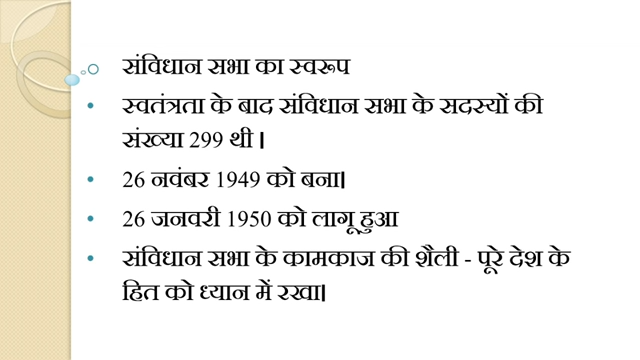 संविधान सभा का स्वरूप
स्वतंत्रता के बाद संविधान सभा के सदस्यों की
संख्या 299 थी ।
26 नवंबर 1949 को बना।
26 जनवरी 1950 को लागू हुआ
संविधान सभा के कामकाज की शैली - पूरे देश के
हित को ध्यान में रखा।